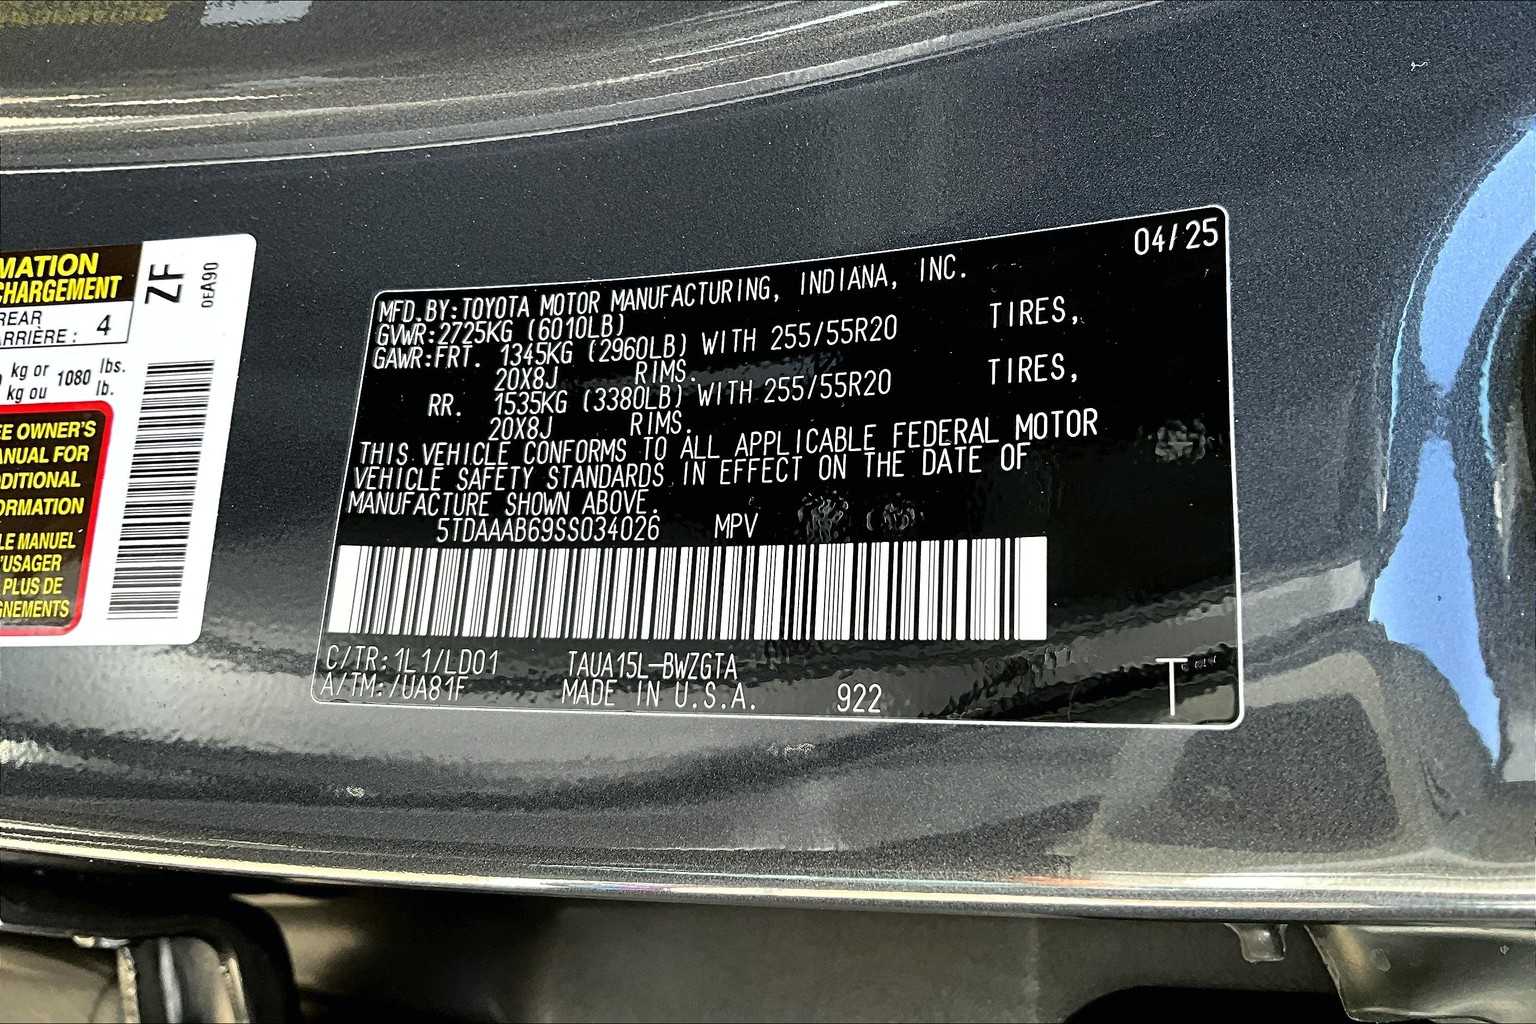 MATION
CHARGEMENT
REAR
ARRIÈRE : 4
kg or 1080 lbs.
kg ou lb.
EE OWNER'S
ANUAL FOR
DDITIONAL
ORMATION
LE MANUEL
'USAGER
PLUS DE
GNEMENTS
ZF
0EA90
04/25
MFD.BY:TOYOTA MOTOR MANUFACTURING, INDIANA, INC.
GVWR:2725KG (6010LB)
GAWR:FRT. 1345KG (2960LB) WITH 255/55R20 TIRES,
20X8J RIMS.
RR. 1535KG (3380LB) WITH 255/55R20 TIRES,
20X8J RIMS.
THIS VEHICLE CONFORMS TO ALL APPLICABLE FEDERAL MOTOR
VEHICLE SAFETY STANDARDS IN EFFECT ON THE DATE OF
MANUFACTURE SHOWN ABOVE.
5TDAAAB69SS034026 MPV
C/TR:1L1/LD01 TAUA15L-BWZGTA
A/TM:/UA81F MADE IN U.S.A. 922
T